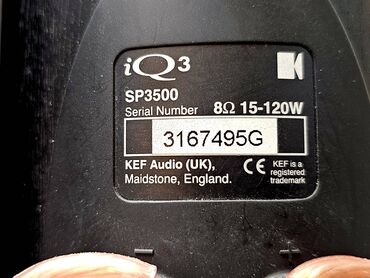 iQ3
SP3500
Serial Number 8Ω 15-120W
3167495G
KEF Audio (UK),
Maidstone, England.
CE KEF is a
registered
trademark
- +